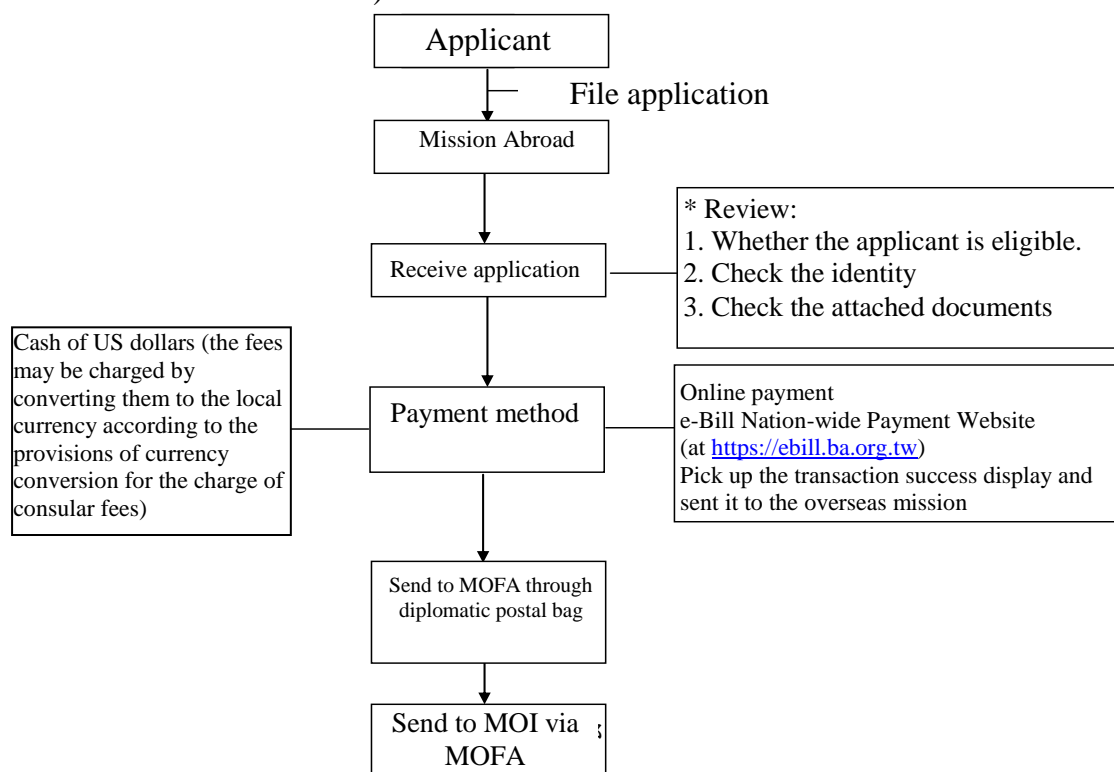 )
Applicant
File application
Mission Abroad
Receive application
* Review:
1. Whether the applicant is eligible.
2. Check the identity
3. Check the attached documents
Cash of US dollars (the fees
may be charged by
converting them to the local
currency according to the
provisions of currency
conversion for the charge of
consular fees)
Payment method
Online payment
e-Bill Nation-wide Payment Website
(at https://ebill.ba.org.tw)
Pick up the transaction success display and
sent it to the overseas mission
Send to MOFA through
diplomatic postal bag
Send to MOI via
MOFA